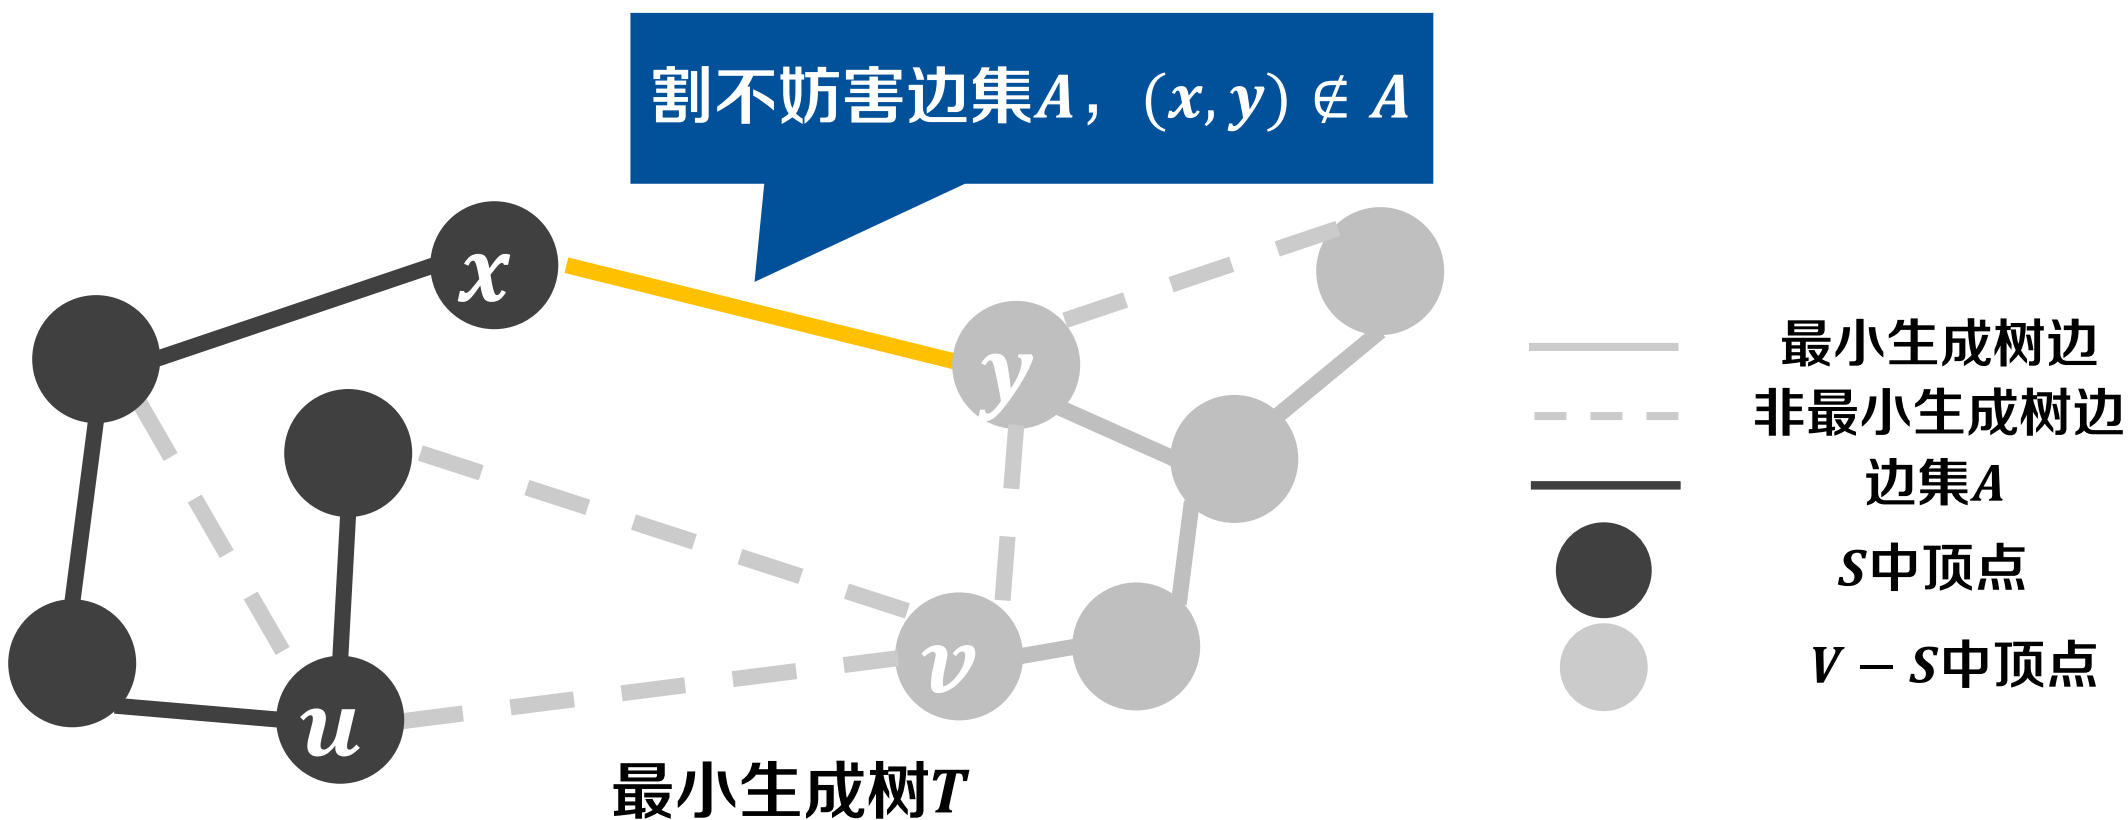 割不妨害边集A，(x, y) ∉ A
x
y
u
v
最小生成树T
最小生成树边
非最小生成树边
边集A
S中顶点
V − S中顶点